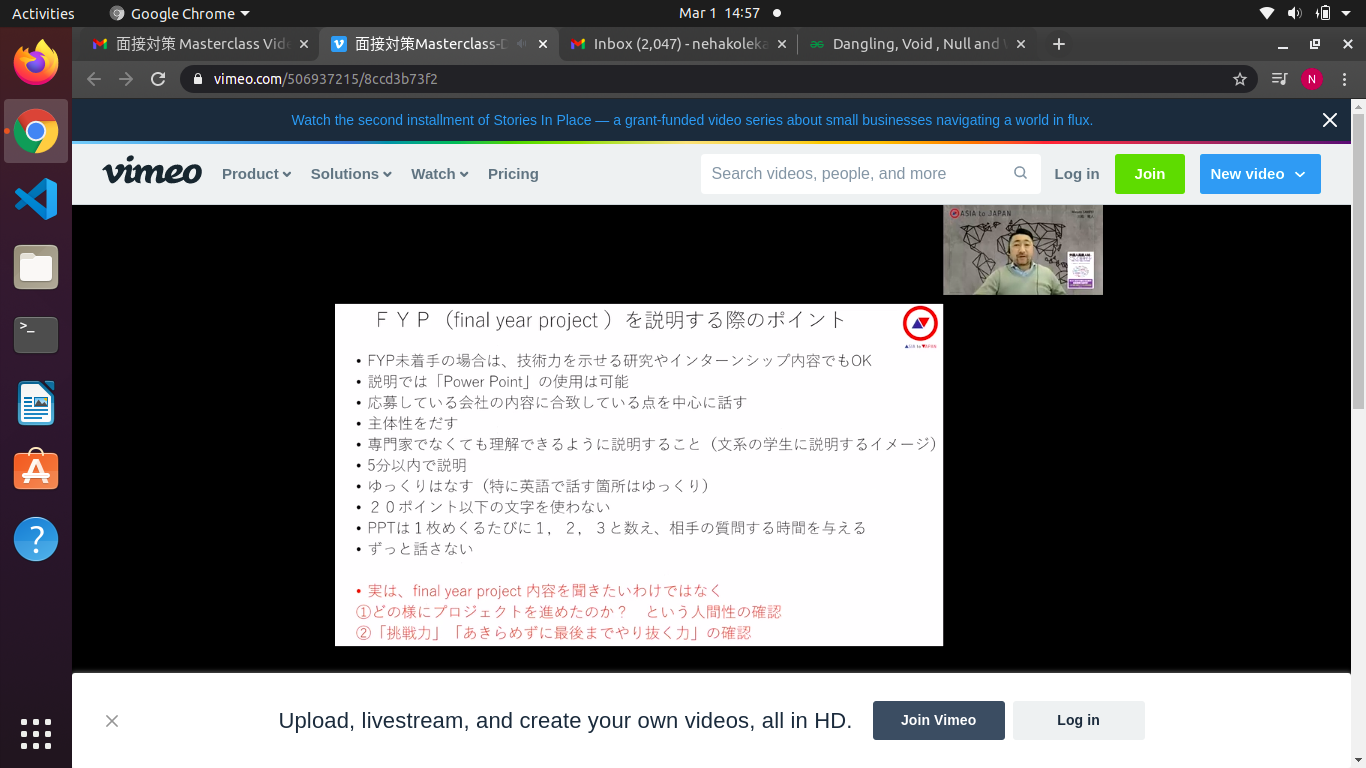 Activities
Google Chrome
Mar 1 14:57
面接対策 Masterclass Vide
面接対策Masterclass-D
Inbox (2,047) - nehakoleka
Dangling, Void , Null and W
vimeo.com/506937215/8ccd3b73f2
N
Watch the second installment of Stories In Place — a grant-funded video series about small businesses navigating a world in flux.
vimeo
Product
Solutions
Watch
Pricing
Search videos, people, and more
Log in
Join
New video
ASIA to JAPAN
ＦＹＰ（final year project ）を説明する際のポイント
ASIA to JAPAN
• FYP未着手の場合は、技術力を示せる研究やインターンシップ内容でもOK
• 説明では「Power Point」の使用は可能
• 応募している会社の内容に合致している点を中心に話す
• 主体性をだす
• 専門家でなくても理解できるように説明すること（文系の学生に説明するイメージ）
• 5分以内で説明
• ゆっくりはなす（特に英語で話す箇所はゆっくり）
• ２０ポイント以下の文字を使わない
• PPTは１枚めくるたびに１，２，３と数え、相手の質問する時間を与える
• ずっと話さない
• 実は、final year project 内容を聞きたいわけではなく
①どの様にプロジェクトを進めたのか？　という人間性の確認
②「挑戦力」「あきらめずに最後までやり抜く力」の確認
Upload, livestream, and create your own videos, all in HD.
Join Vimeo
Log in